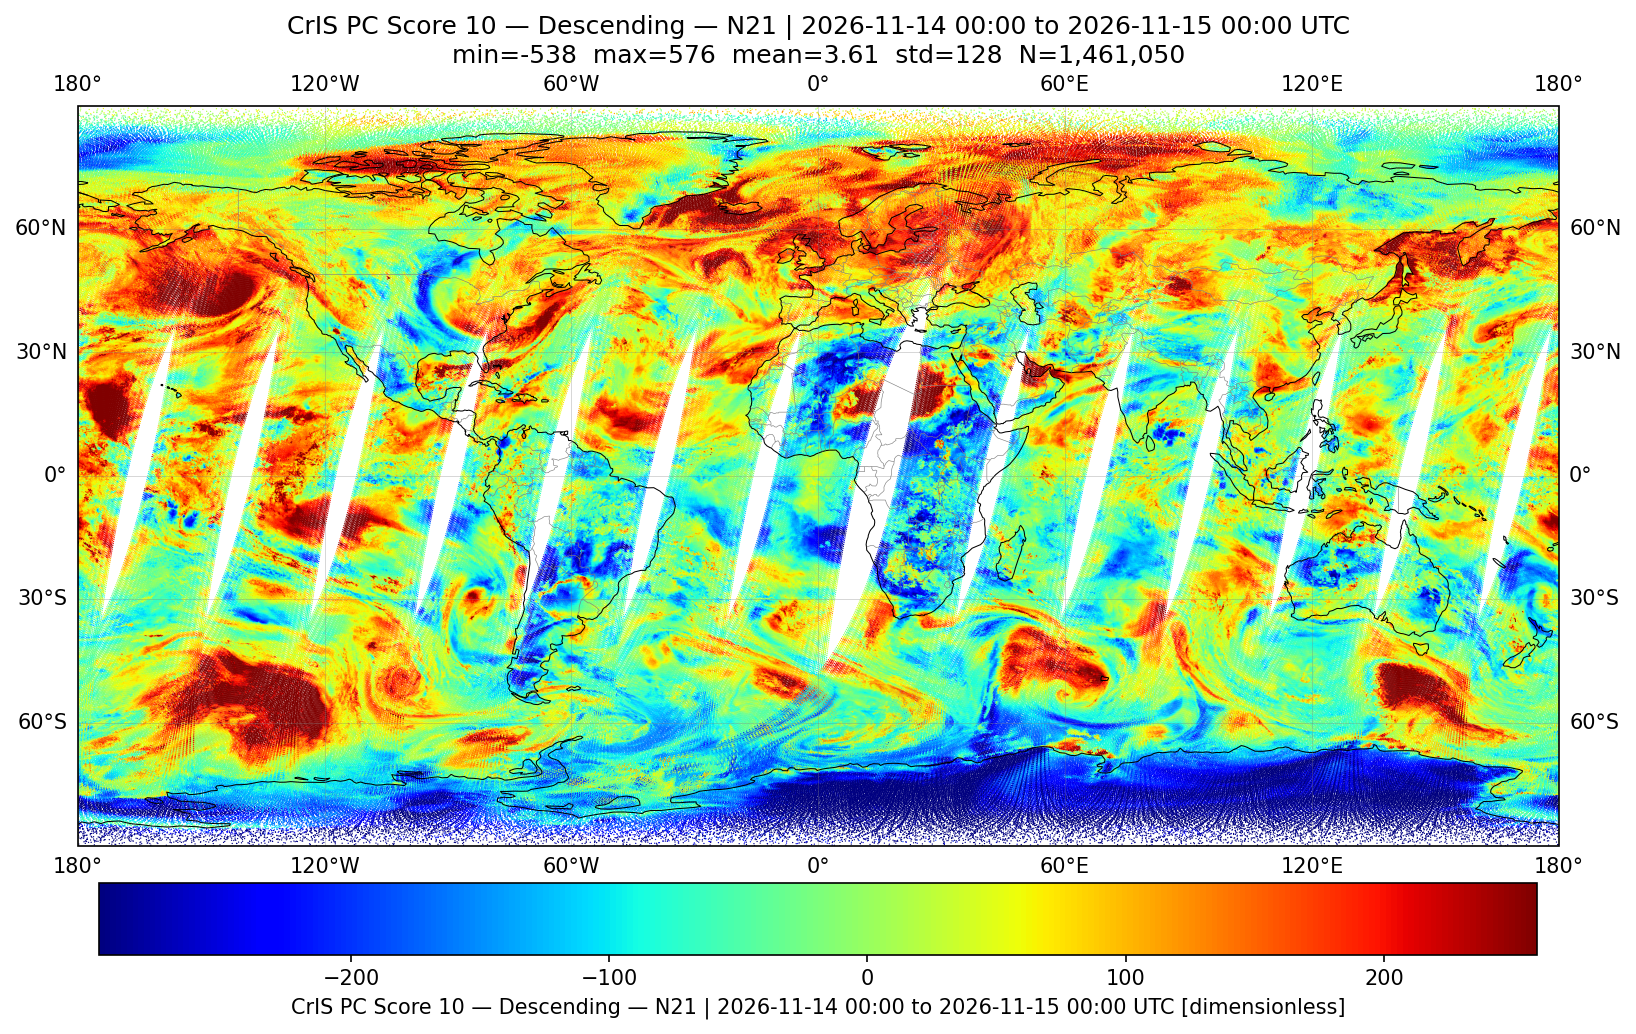 CrIS PC Score 10 — Descending — N21 | 2026-11-14 00:00 to 2026-11-15 00:00 UTC
min=-538 max=576 mean=3.61 std=128 N=1,461,050
180° 120°W 60°W 0° 60°E 120°E 180°
60°N 60°N
30°N 30°N
0° 0°
30°S 30°S
60°S 60°S
180° 120°W 60°W 0° 60°E 120°E 180°
−200 −100 0 100 200
CrIS PC Score 10 — Descending — N21 | 2026-11-14 00:00 to 2026-11-15 00:00 UTC [dimensionless]